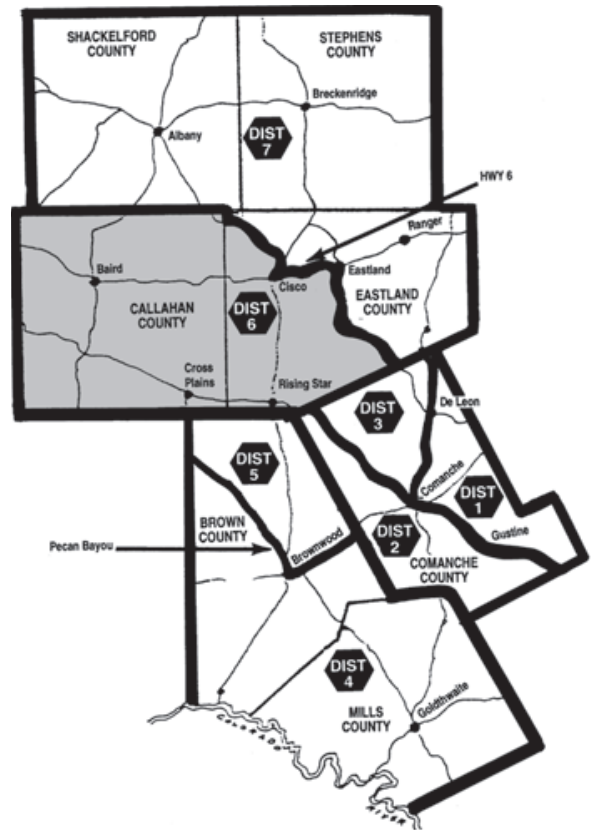 SHACKELFORD
COUNTY
STEPHENS
COUNTY
Breckenridge
Albany
DIST
7
HWY 6
Ranger
Baird
Eastland
Cisco
EASTLAND
COUNTY
CALLAHAN
COUNTY
DIST
6
Cross
Plains
Rising Star
De Leon
DIST
3
DIST
5
Comanche
DIST
1
BROWN
COUNTY
Pecan Bayou
Brownwood
DIST
2
Gustine
COMANCHE
COUNTY
DIST
4
MILLS
COUNTY
Goldthwaite
COLORADO
RIVER